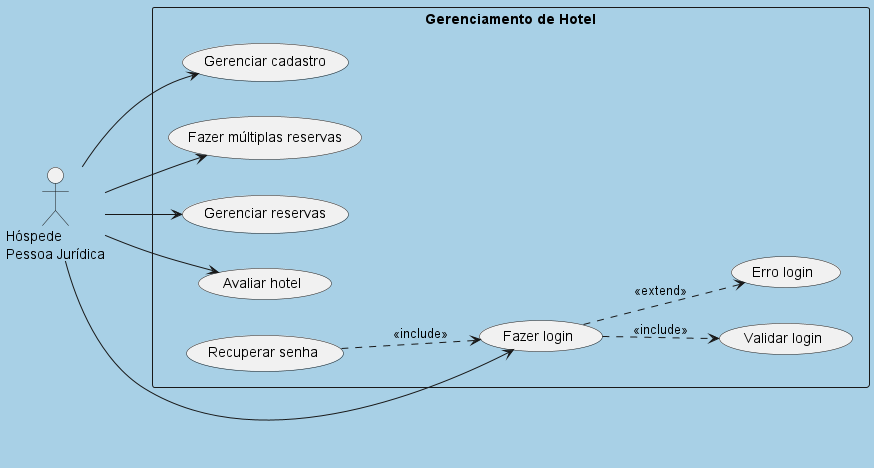 Gerenciamento de Hotel
Gerenciar cadastro
Fazer múltiplas reservas
Gerenciar reservas
Hóspede
Pessoa Jurídica
Avaliar hotel
Erro login
«extend»
«include»
«include»
Fazer login
Validar login
Recuperar senha